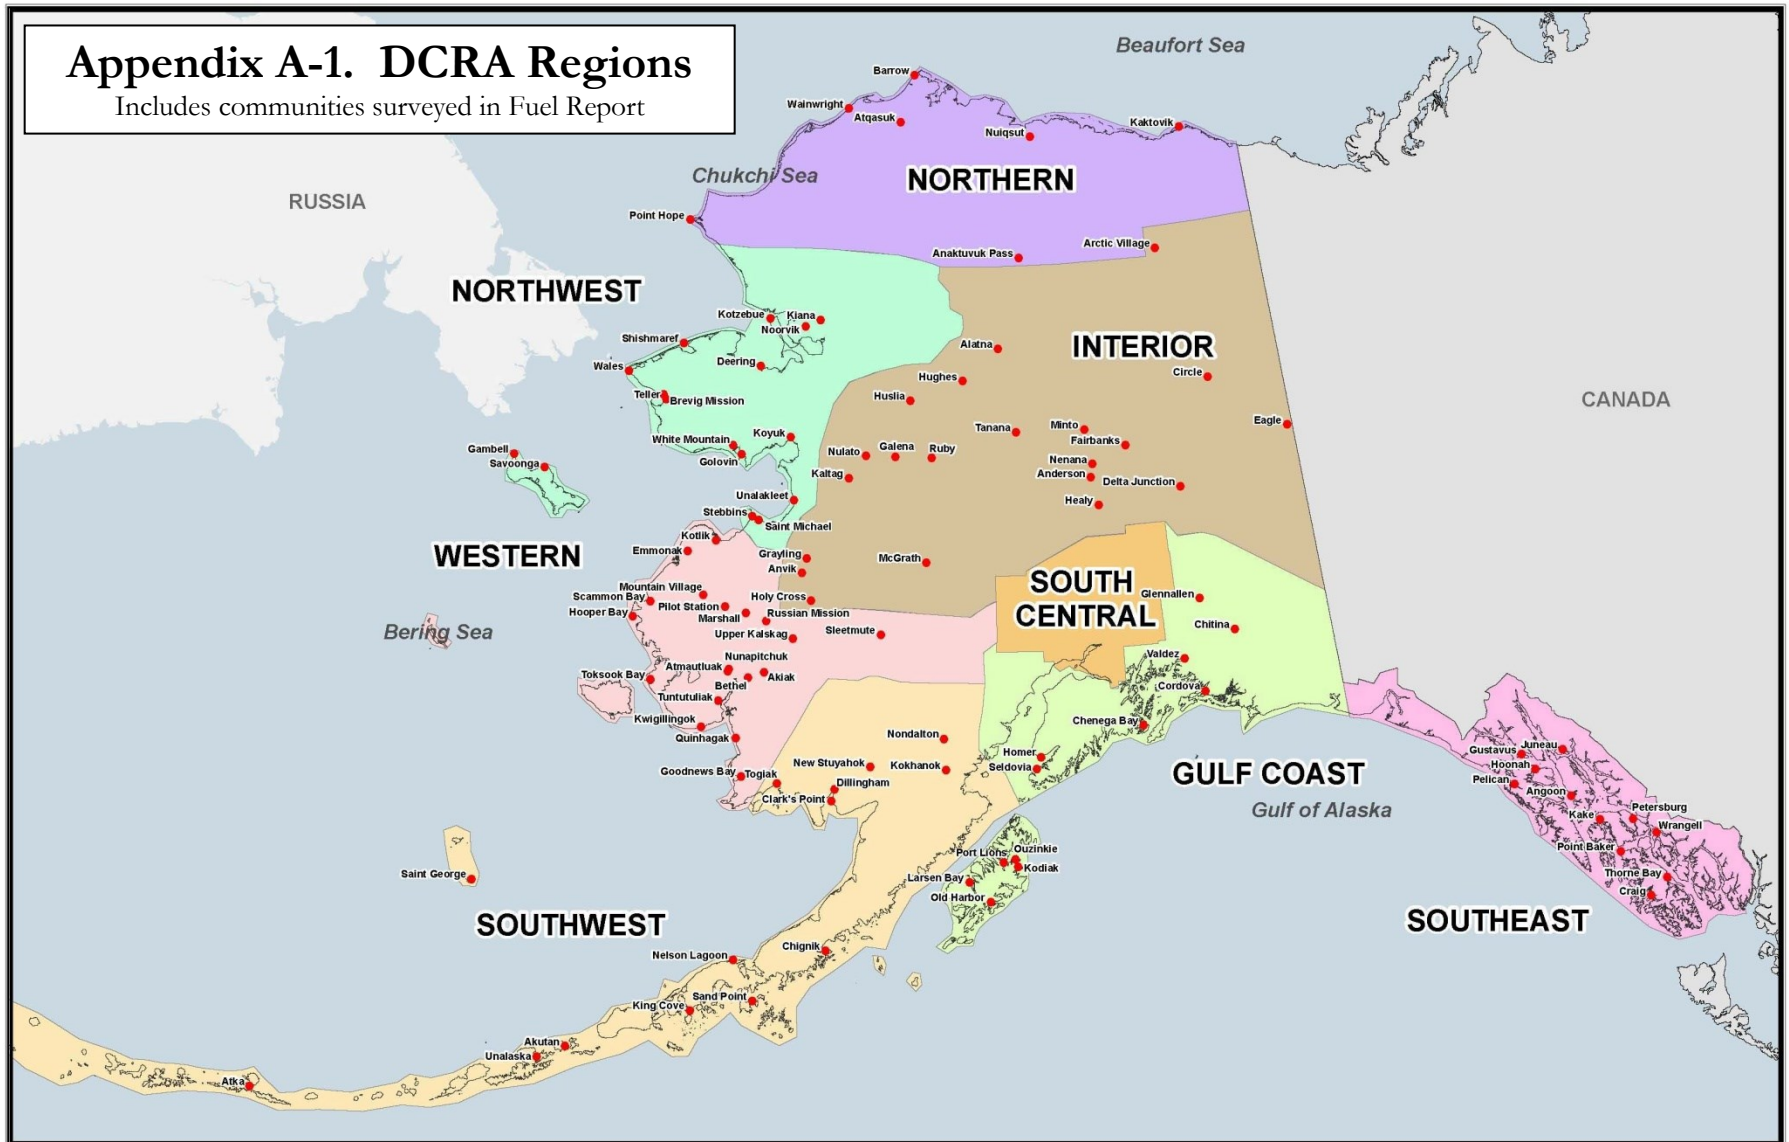 Appendix A-1. DCRA Regions
Includes communities surveyed in Fuel Report
Beaufort Sea
Barrow
Wainwright
Atqasuk
Nuiqsut
Kaktovik
Chukchi Sea
NORTHERN
RUSSIA
Point Hope
Anaktuvuk Pass
Arctic Village
NORTHWEST
Kotzebue
Kiana
Noorvik
Shishmaref
Deering
Wales
Teller
Brevig Mission
White Mountain
Koyuk
Golovin
Gambell
Savoonga
Unalakleet
Stebbins
Saint Michael
INTERIOR
Alatna
Circle
Hughes
Huslia
CANADA
Eagle
Tanana
Minto
Fairbanks
Nulato
Galena
Ruby
Nenana
Kaltag
Anderson
Delta Junction
Healy
McGrath
Grayling
Anvik
Holy Cross
WESTERN
Kotlik
Emmonak
Mountain Village
Scammon Bay
Pilot Station
Hooper Bay
Marshall
Russian Mission
Upper Kalskag
Sleetmute
Bering Sea
Nunapitchuk
Atmautluak
Toksook Bay
Bethel
Akiak
Tuntutuliak
Kwigillingok
Quinhagak
Goodnews Bay
SOUTH
CENTRAL
Glennallen
Chitina
Valdez
Cordova
Chenega Bay
Homer
Seldovia
GULF COAST
Gulf of Alaska
Port Lions
Ouzinkie
Kodiak
Larsen Bay
Old Harbor
Togiak
Nondalton
New Stuyahok
Kokhanok
Dillingham
Clark's Point
Saint George
SOUTHWEST
Chignik
Nelson Lagoon
Sand Point
King Cove
Akutan
Unalaska
Atka
Gustavus
Juneau
Hoonah
Pelican
Angoon
Kake
Petersburg
Wrangell
Point Baker
Thorne Bay
Craig
SOUTHEAST